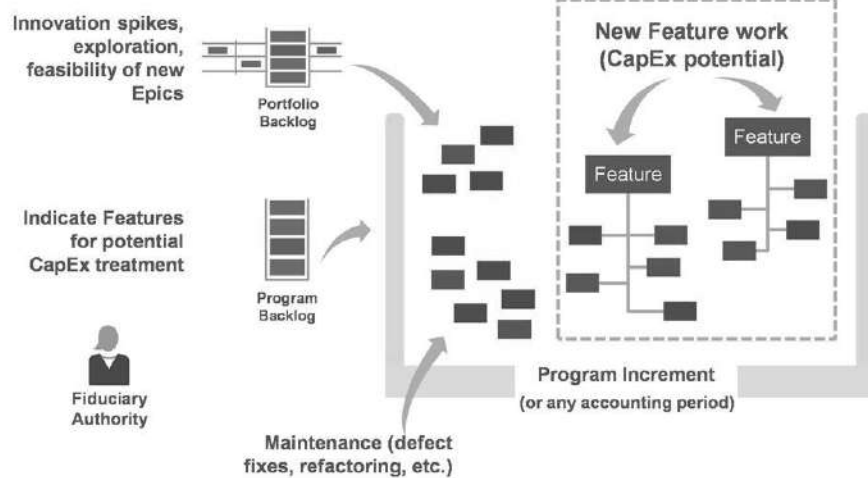 Innovation spikes,
exploration,
feasibility of new
Epics
Portfolio
Backlog
New Feature work
(CapEx potential)
Feature
Feature
Indicate Features
for potential
CapEx treatment
Program
Backlog
Fiduciary
Authority
Program Increment
(or any accounting period)
Maintenance (defect
fixes, refactoring, etc.)